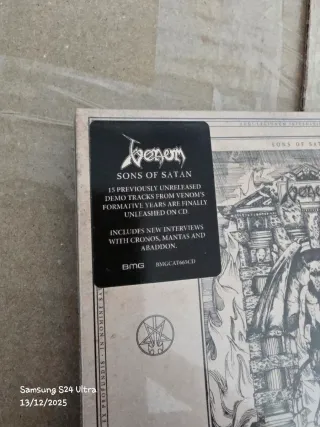 Venom
SONS OF SATAN
15 PREVIOUSLY UNRELEASED
DEMO TRACKS FROM VENOM'S
FORMATIVE YEARS ARE FINALLY
UNLEASHED ON CD.
INCLUDES NEW INTERVIEWS
WITH CRONOS, MANTAS AND
ABADDON.
BMG BMGCAT665CD
SONS OF SATAN
Samsung S24 Ultra
13/12/2025